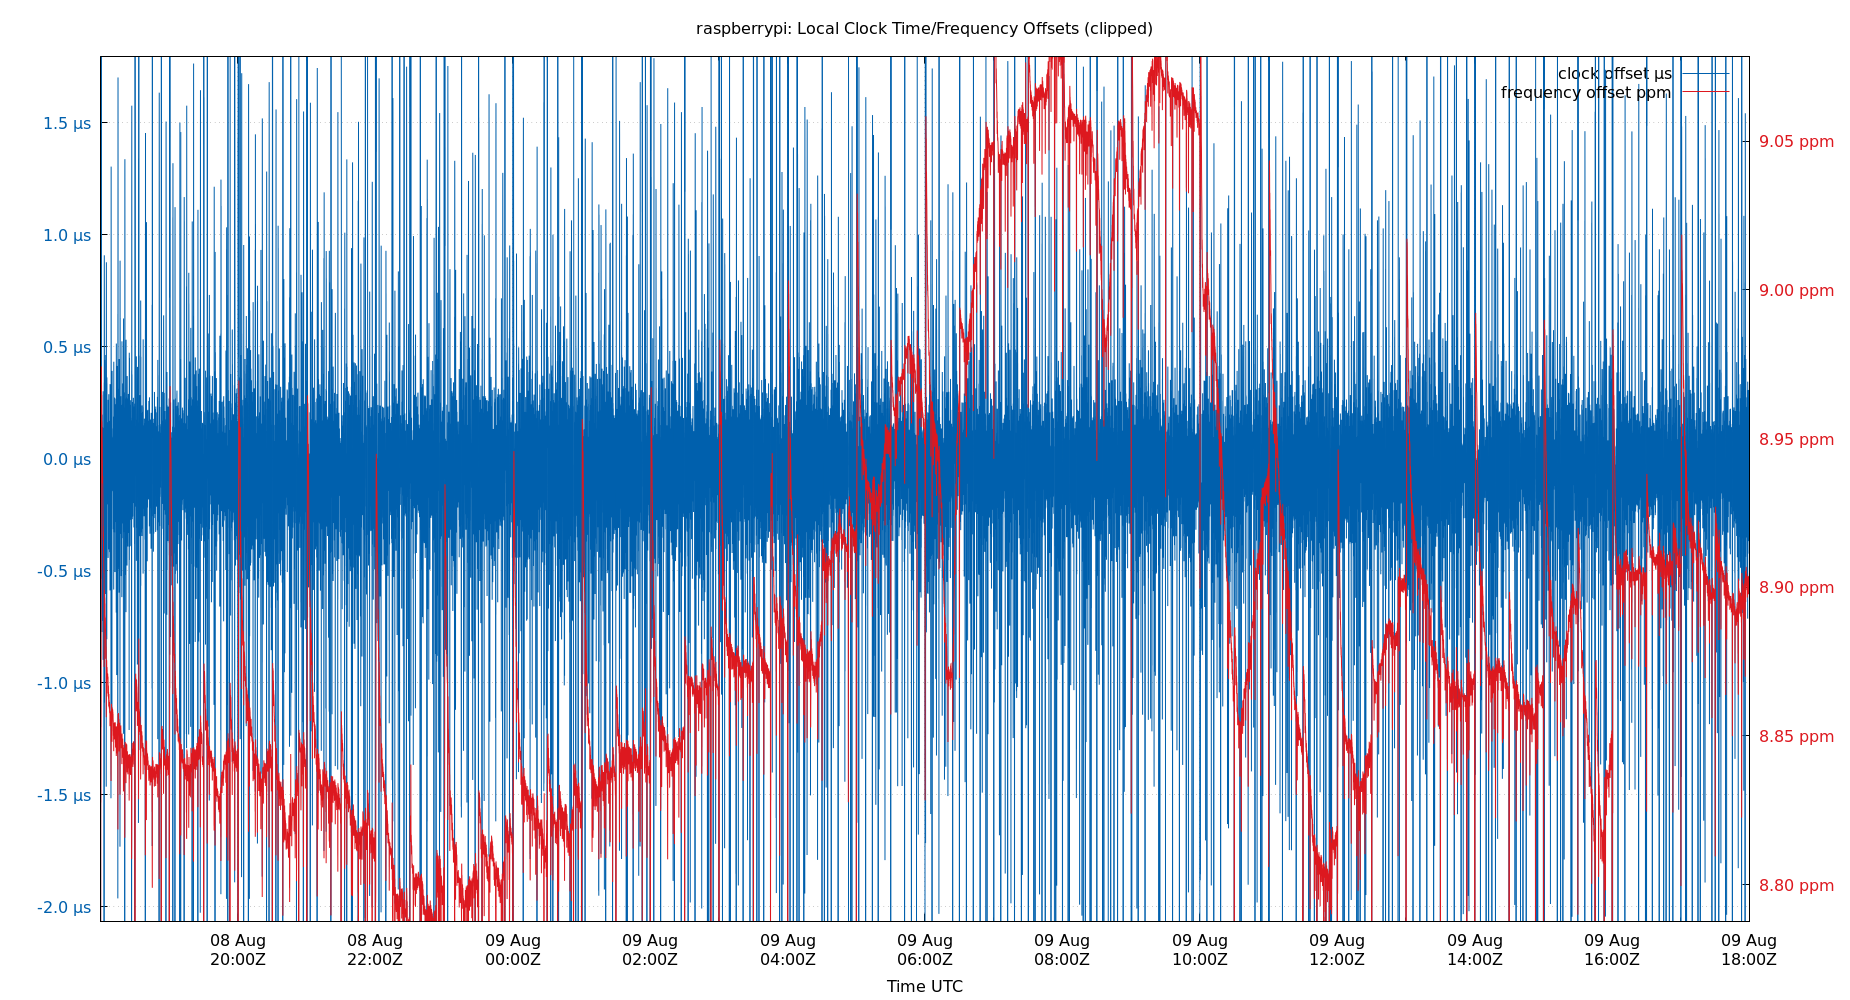 raspberrypi: Local Clock Time/Frequency Offsets (clipped)
clock offset µs
frequency offset ppm
1.5 µs
1.0 µs
0.5 µs
0.0 µs
-0.5 µs
-1.0 µs
-1.5 µs
-2.0 µs
9.05 ppm
9.00 ppm
8.95 ppm
8.90 ppm
8.85 ppm
8.80 ppm
08 Aug
20:00Z
08 Aug
22:00Z
09 Aug
00:00Z
09 Aug
02:00Z
09 Aug
04:00Z
09 Aug
06:00Z
09 Aug
08:00Z
09 Aug
10:00Z
09 Aug
12:00Z
09 Aug
14:00Z
09 Aug
16:00Z
09 Aug
18:00Z
Time UTC